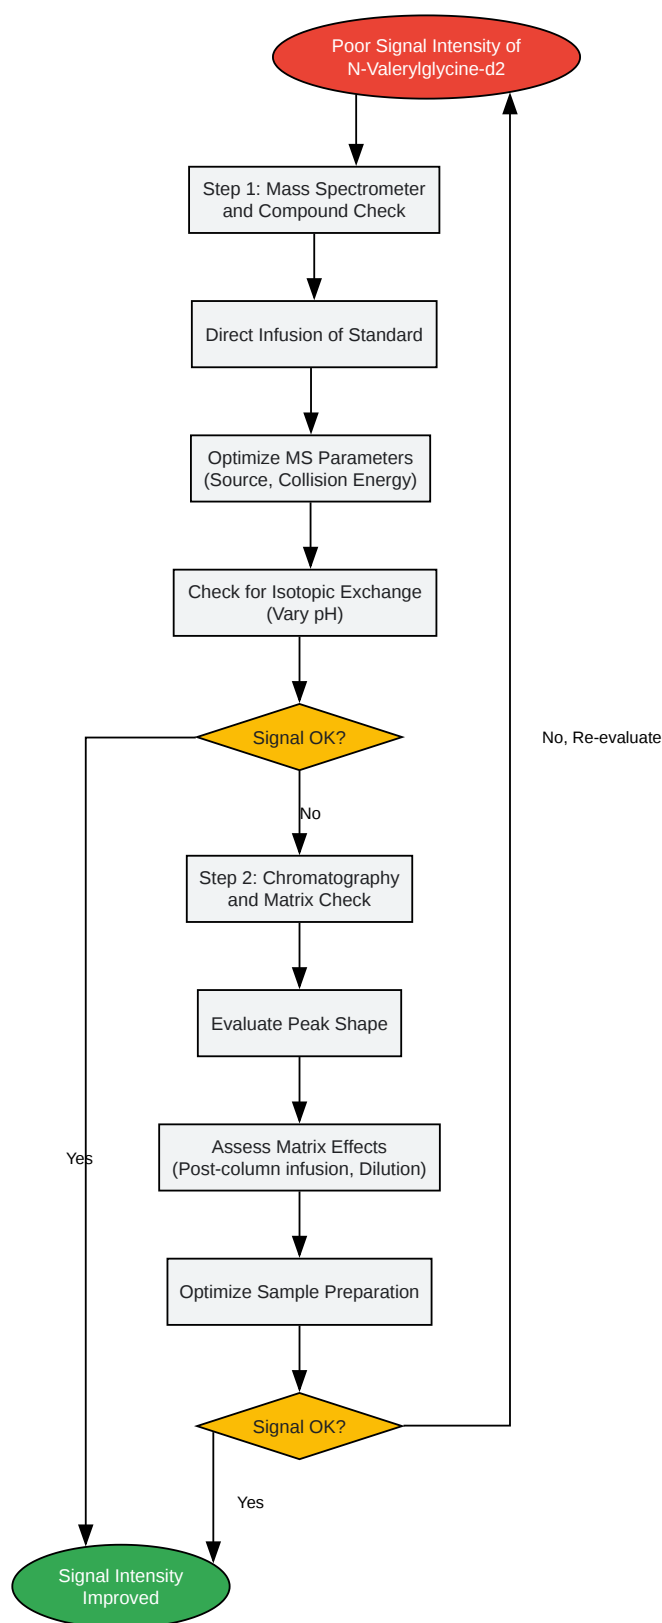 Poor Signal Intensity of
N-Valerylglycine-d2
Step 1: Mass Spectrometer
and Compound Check
Direct Infusion of Standard
Optimize MS Parameters
(Source, Collision Energy)
Check for Isotopic Exchange
(Vary pH)
Signal OK?
No, Re-evaluate
No
Step 2: Chromatography
and Matrix Check
Evaluate Peak Shape
Assess Matrix Effects
(Post-column infusion, Dilution)
Yes
Optimize Sample Preparation
Signal OK?
Yes
Signal Intensity
Improved